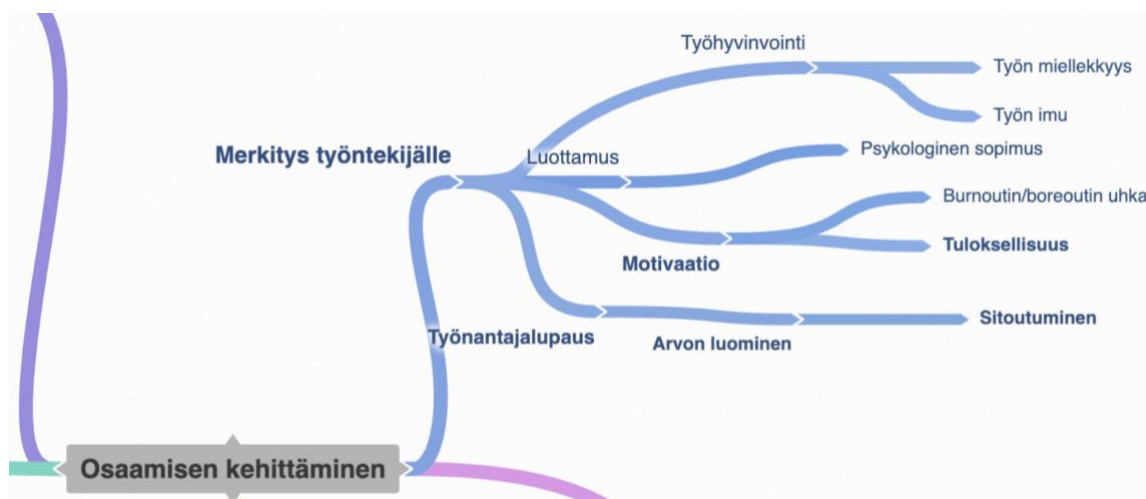 Työhyvinvointi
Työn miellekkyys
Työn imu
Merkitys työntekijälle
Luottamus
Psykologinen sopimus
Burnoutin/boreoutin uhka
Motivaatio
Tuloksellisuus
Työnantajalupaus
Arvon luominen
Sitoutuminen
Osaamisen kehittäminen